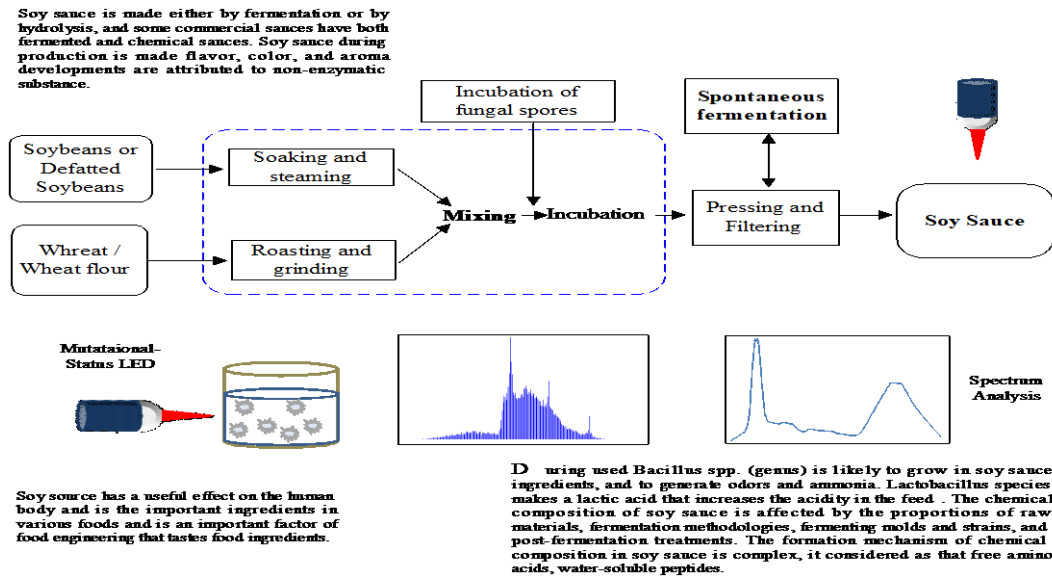 Soy sauce is made either by fermentation or by
hydrolysis, and some commercial sauces have both
fermented and chemical sauces. Soy sauce during
production is made flavor, color, and aroma
developments are attributed to non-enzymatic
substance.
Incubation of
fungal spores
Spontaneous
fermentation
Soybeans or
Defatted
Soybeans
Soaking and
steaming
Mixing
Incubation
Pressing and
Filtering
Soy Sauce
Whreat /
Wheat flour
Roasting and
grinding
Mutataional-
Status LED
Spectrum
Analysis
Soy source has a useful effect on the human
body and is the important ingredients in
various foods and is an important factor of
food engineering that tastes food ingredients.
D uring used Bacillus spp. (genus) is likely to grow in soy sauce
ingredients, and to generate odors and ammonia. Lactobacillus species
makes a lactic acid that increases the acidity in the feed . The chemical
composition of soy sauce is affected by the proportions of raw
materials, fermentation methodologies, fermenting molds and strains, and
post-fermentation treatments. The formation mechanism of chemical
composition in soy sauce is complex, it considered as that free amino
acids, water-soluble peptides.